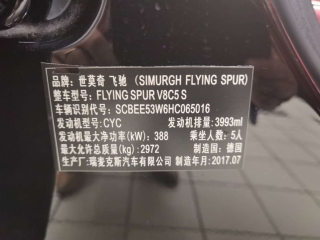 品牌：世莫奇 飞驰 （SIMURGH FLYING SPUR）
整车型号：FLYING SPUR V8C5 S
车辆识别代号：SCBEE53W6HC065016
发动机型号：CYC 发动机排量：3993ml
发动机最大净功率(kW)：388 乘坐人数：5人
最大允许总质量(kg)：2972 制造国：德国
生产厂：瑞麦克斯汽车有限公司 制造年月：2017.07